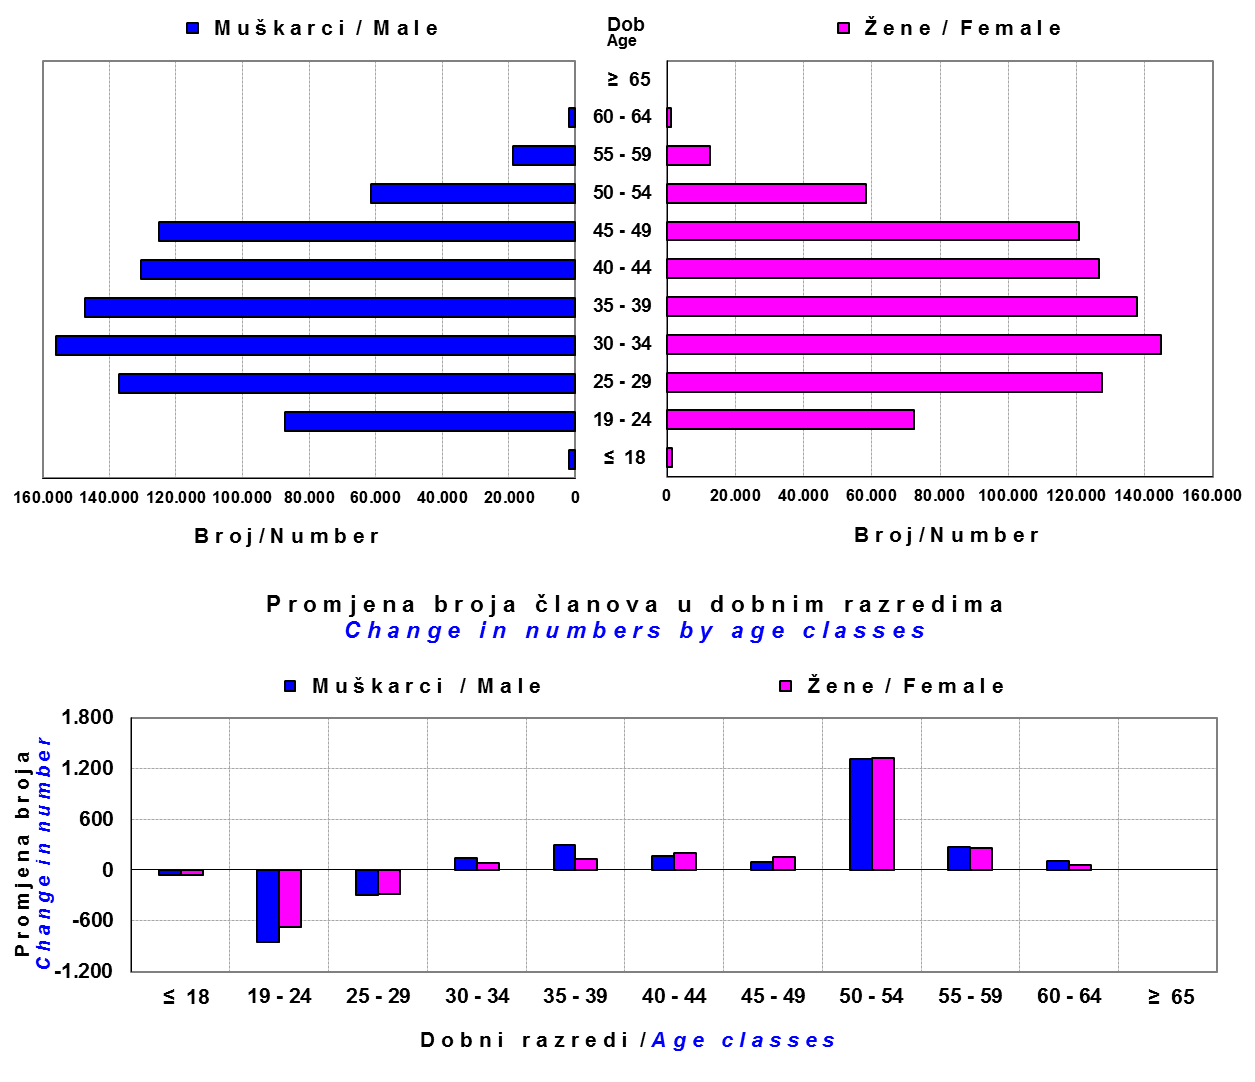 Muškarci / Male
Dob
Age
Žene / Female
≥ 65
60 - 64
55 - 59
50 - 54
45 - 49
40 - 44
35 - 39
30 - 34
25 - 29
19 - 24
≤ 18
160.000 140.000 120.000 100.000 80.000 60.000 40.000 20.000 0
0 20.000 40.000 60.000 80.000 100.000 120.000 140.000 160.000
Broj/Number
Broj/Number
Promjena broja članova u dobnim razredima
Change in numbers by age classes
Muškarci / Male
Žene / Female
Promjena broja
Change in number
1.800
1.200
600
0
-600
-1.200
≤ 18 19 - 24 25 - 29 30 - 34 35 - 39 40 - 44 45 - 49 50 - 54 55 - 59 60 - 64 ≥ 65
Dobni razredi /Age classes